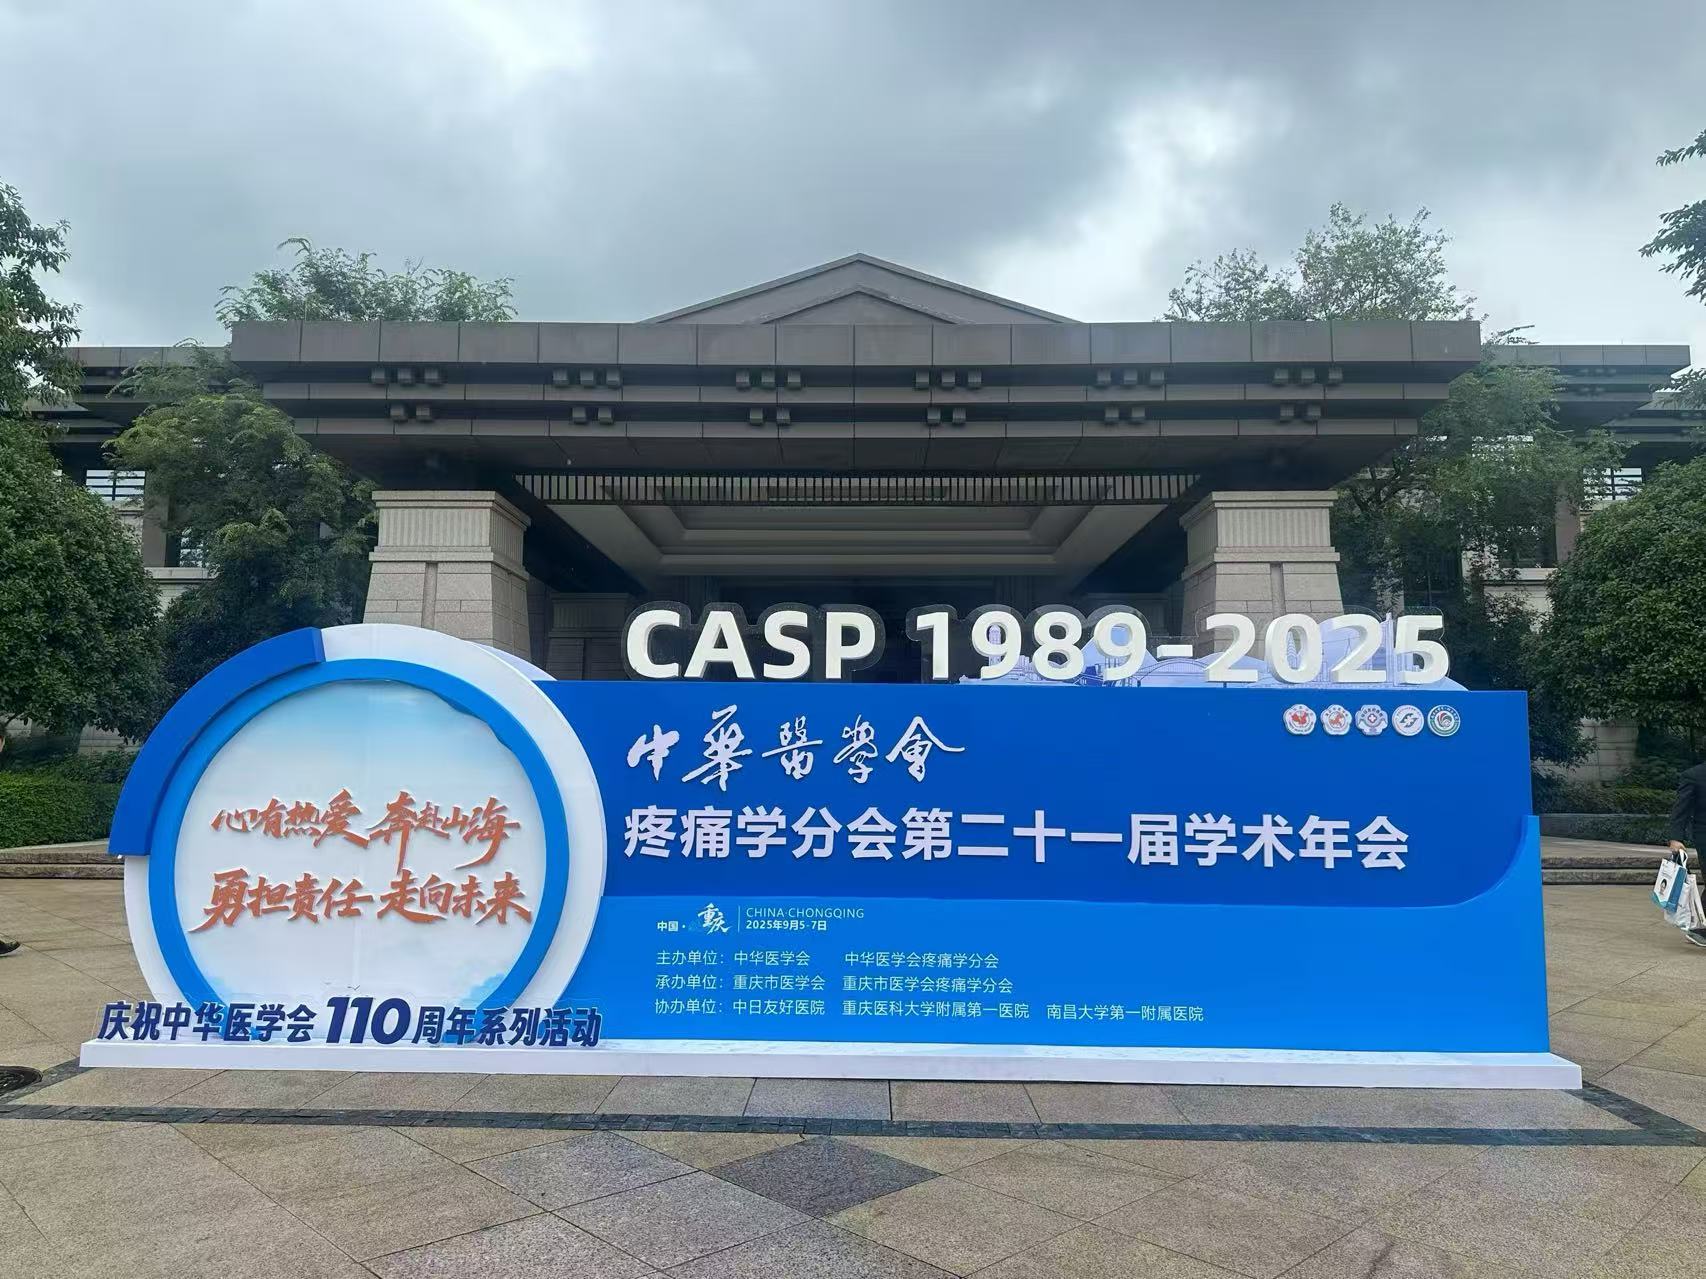 CASP 1989-2025
中華醫學會
疼痛学分会第二十一届学术年会
心有热爱 奔赴山海
勇担责任 走向未来
庆祝中华医学会110周年系列活动
中国·重庆 CHINA·CHONGQING
2025年9月5-7日
主办单位：中华医学会 中华医学会疼痛学分会
承办单位：重庆市医学会 重庆市医学会疼痛学分会
协办单位：中日友好医院 重庆医科大学附属第一医院 南昌大学第一附属医院